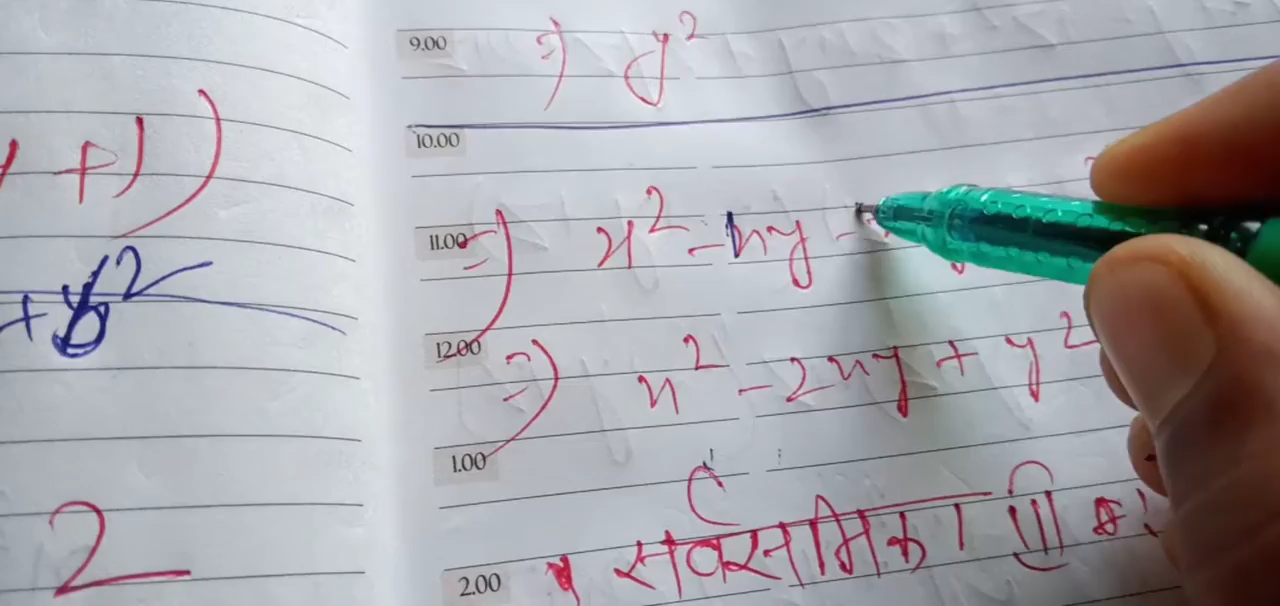 +1)
+y²
2
9.00 ⇒ y²
10.00
11.00 ⇒ x² - xy -
12.00 ⇒ x² - 2xy + y²
1.00
2.00 सर्वसमिका